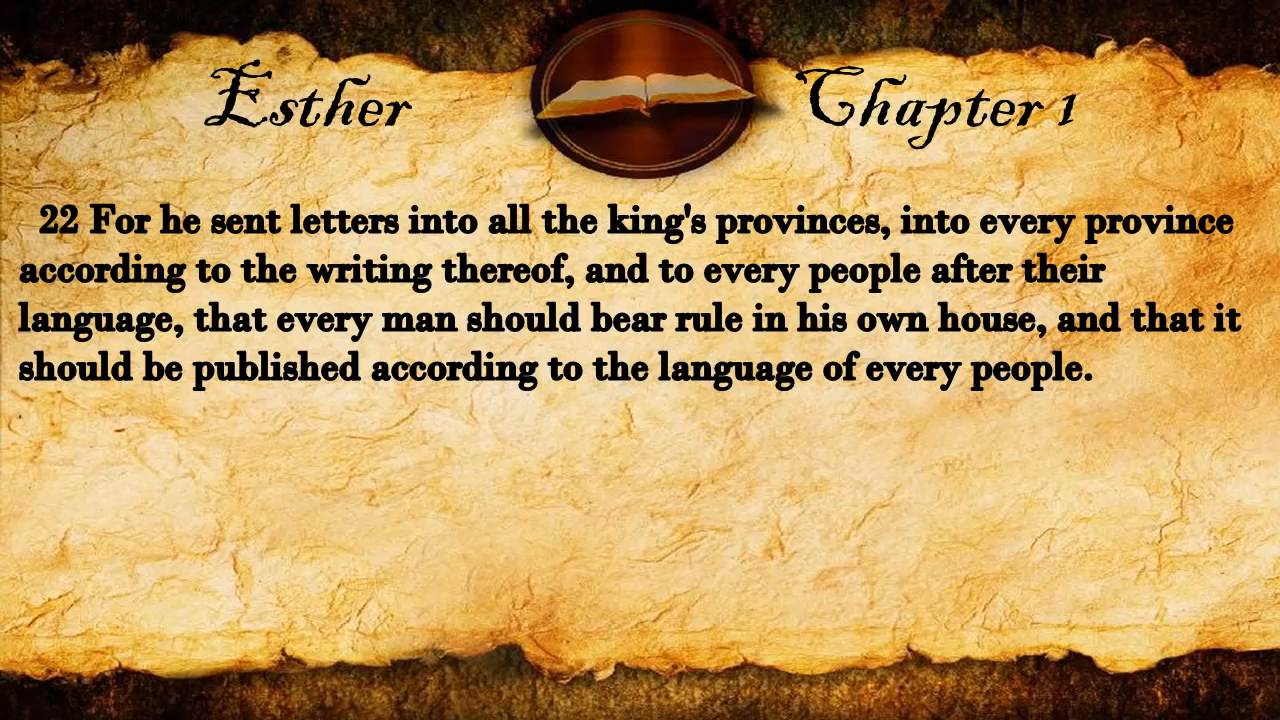 Esther Chapter 1
22 For he sent letters into all the king's provinces, into every province
according to the writing thereof, and to every people after their
language, that every man should bear rule in his own house, and that it
should be published according to the language of every people.